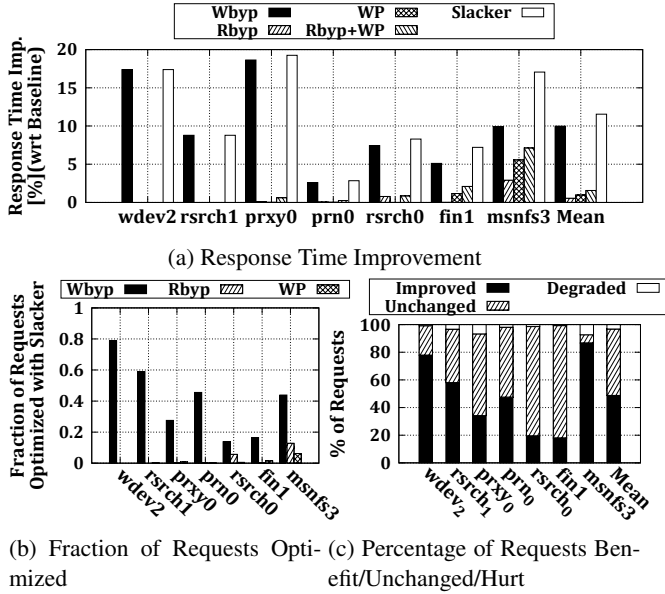 Wbyp WP Slacker
Rbyp Rbyp+WP
Response Time Imp.
[%](wrt Baseline)
20
15
10
5
0
wdev2 rsrch1 prxy0 prn0 rsrch0 fin1 msnfs3 Mean
(a) Response Time Improvement
Wbyp Rbyp WP
Fraction of Requests
Optimized with Slacker
1
0.8
0.6
0.4
0.2
0
wdev2
rsrch1
prxy0
prn0
rsrch0
fin1
msnfs3
Improved Degraded
Unchanged
% of Requests
100
80
60
40
20
0
wdev2
rsrch1
prxy0
prn0
rsrch0
fin1
msnfs3
Mean
(b) Fraction of Requests Opti-
mized
(c) Percentage of Requests Ben-
efit/Unchanged/Hurt